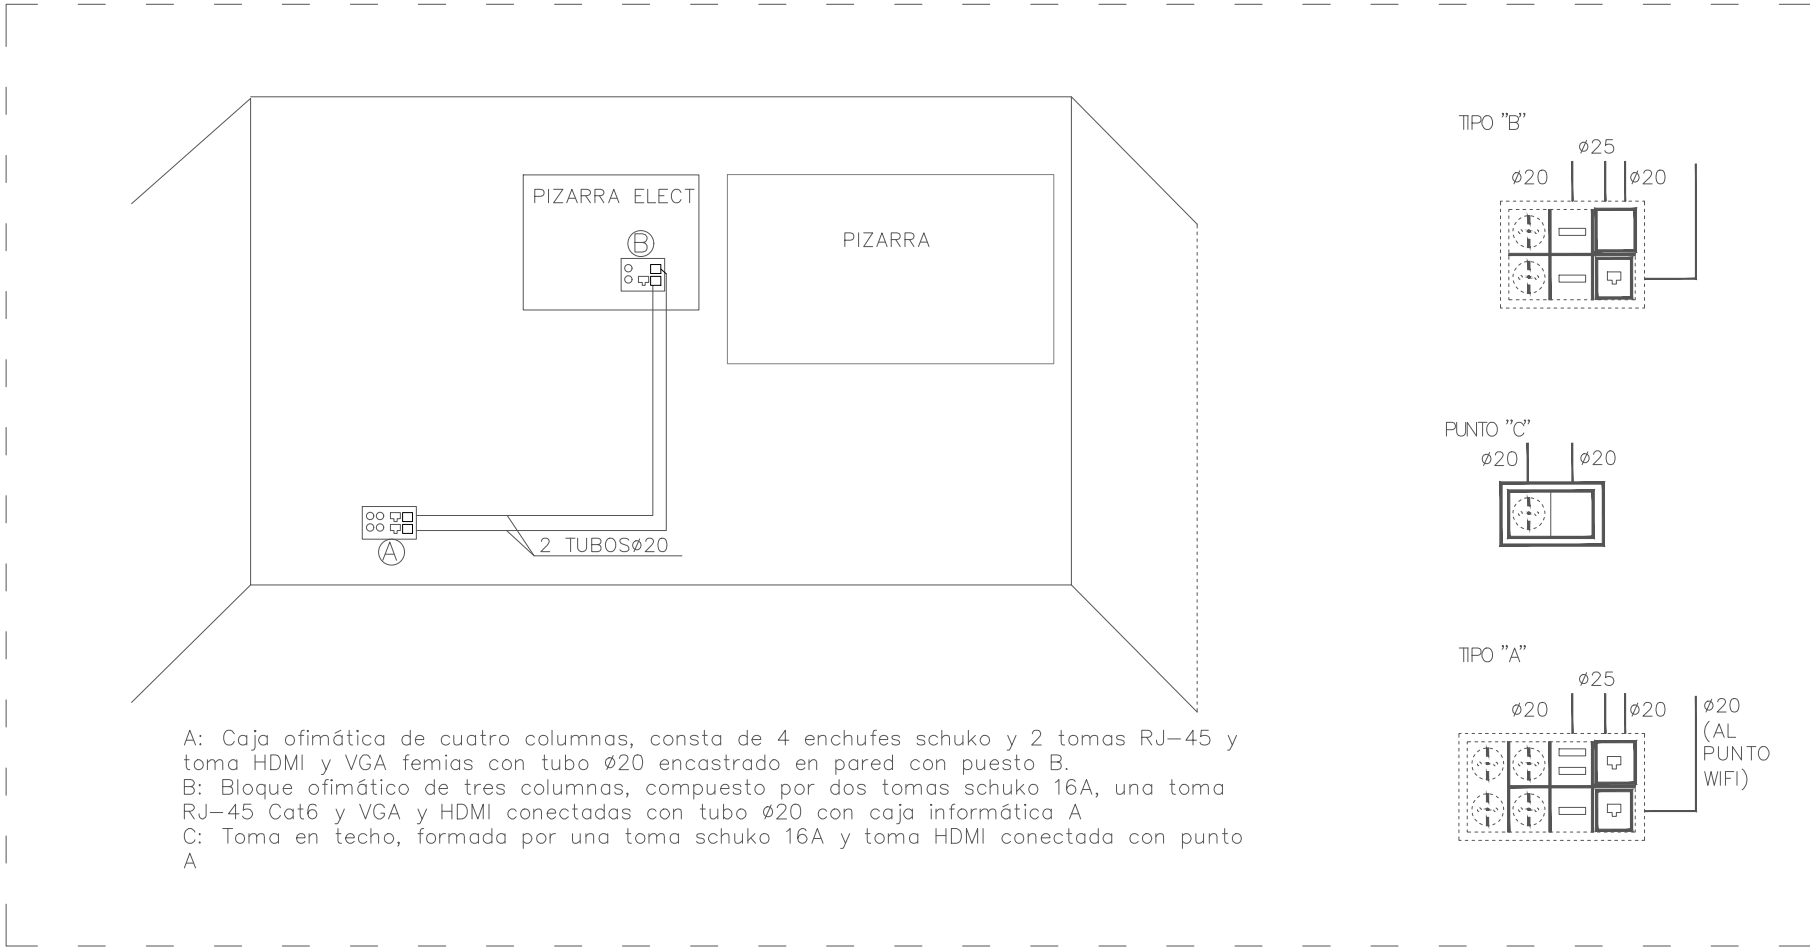 PIZARRA ELECT
B
PIZARRA
A
2 TUBOSø20
A: Caja ofimática de cuatro columnas, consta de 4 enchufes schuko y 2 tomas RJ-45 y
toma HDMI y VGA femias con tubo ø20 encastrado en pared con puesto B.
B: Bloque ofimático de tres columnas, compuesto por dos tomas schuko 16A, una toma
RJ-45 Cat6 y VGA y HDMI conectadas con tubo ø20 con caja informática A
C: Toma en techo, formada por una toma schuko 16A y toma HDMI conectada con punto
A
TIPO "B"
ø25
ø20 ø20
PUNTO "C"
ø20 ø20
TIPO "A"
ø25
ø20 ø20
ø20
(AL
PUNTO
WIFI)